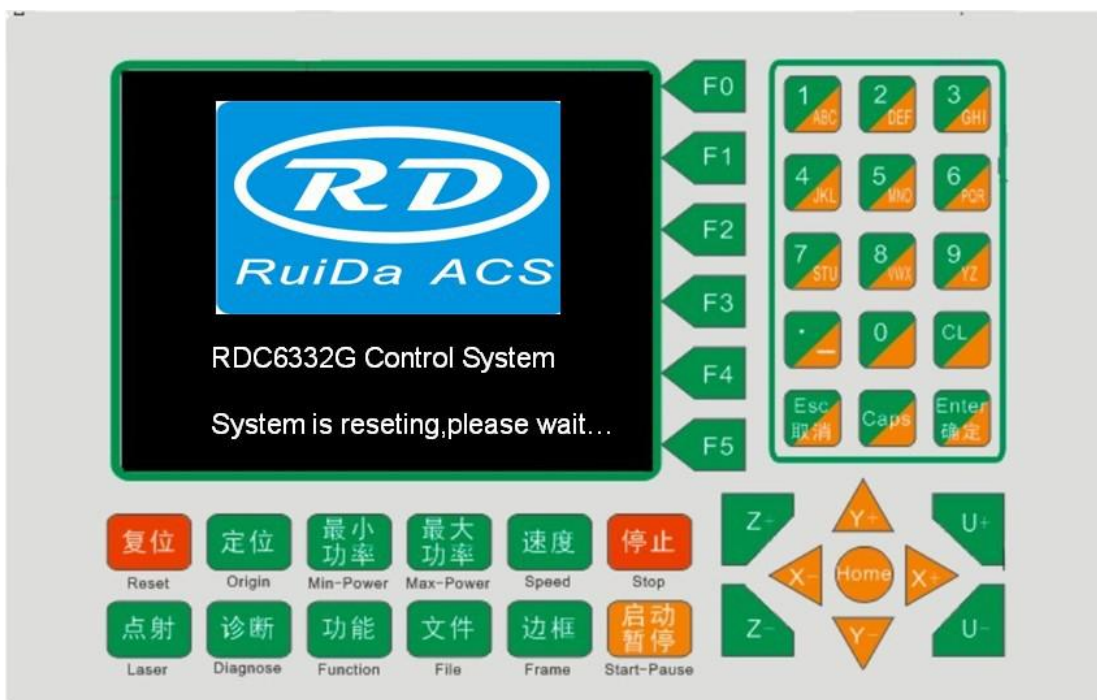 RD
RuiDa ACS
RDC6332G Control System
System is reseting,please wait...
F0
F1
F2
F3
F4
F5
1
ABC
2
DEF
3
GHI
4
JKL
5
MNO
6
PQR
7
STU
8
VWX
9
YZ
.
_
0
CL
Esc
取消
Caps
Enter
确定
复位
Reset
定位
Origin
最小
功率
Min-Power
最大
功率
Max-Power
速度
Speed
停止
Stop
点射
Laser
诊断
Diagnose
功能
Function
文件
File
边框
Frame
启动
暂停
Start-Pause
Z+
Y+
U+
X-
Home
X+
Z-
Y-
U-